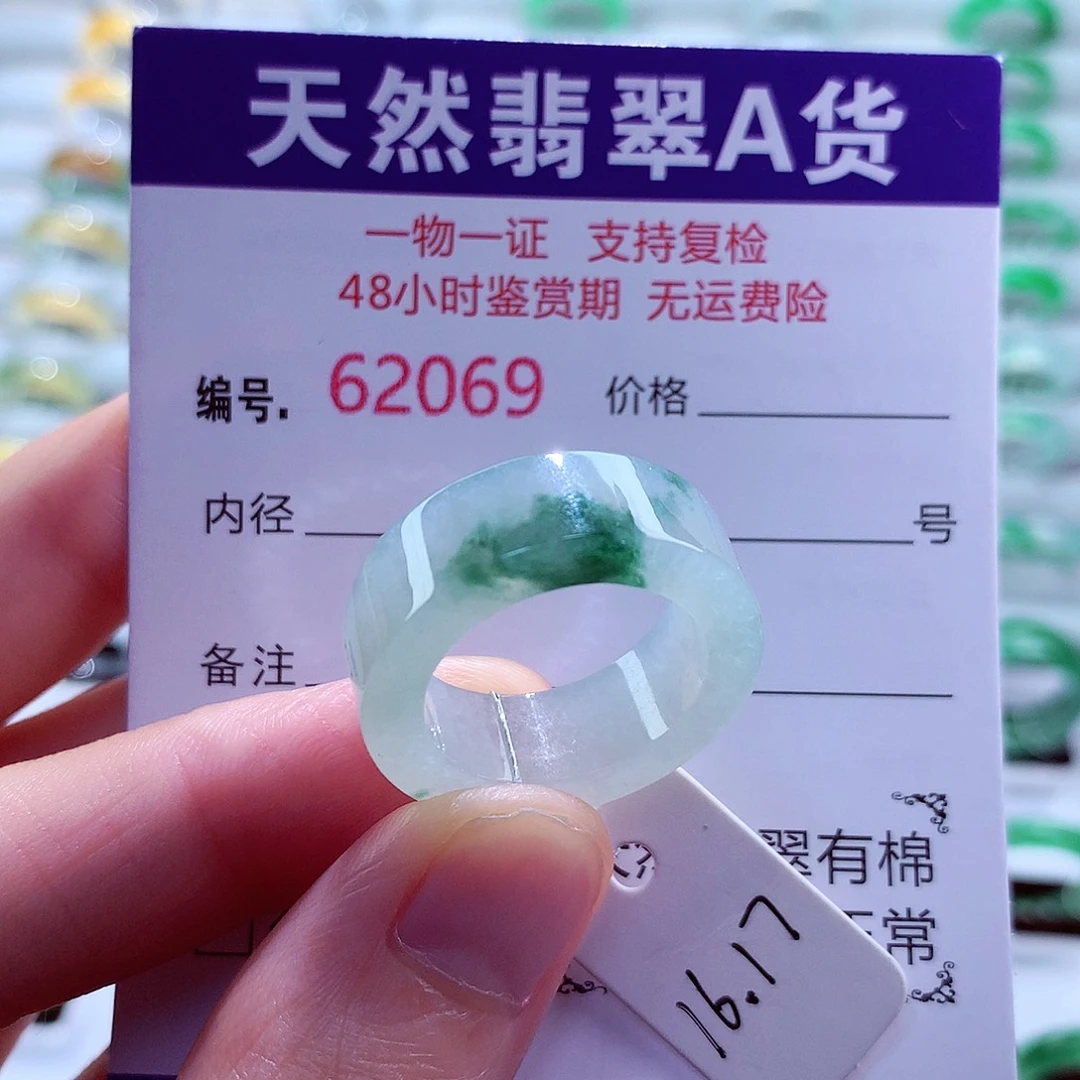 天然翡翠A货
一物一证 支持复检
48小时鉴赏期 无运费险
编号. 62069 价格
内径 号
备注
翠有棉
正常
16.17